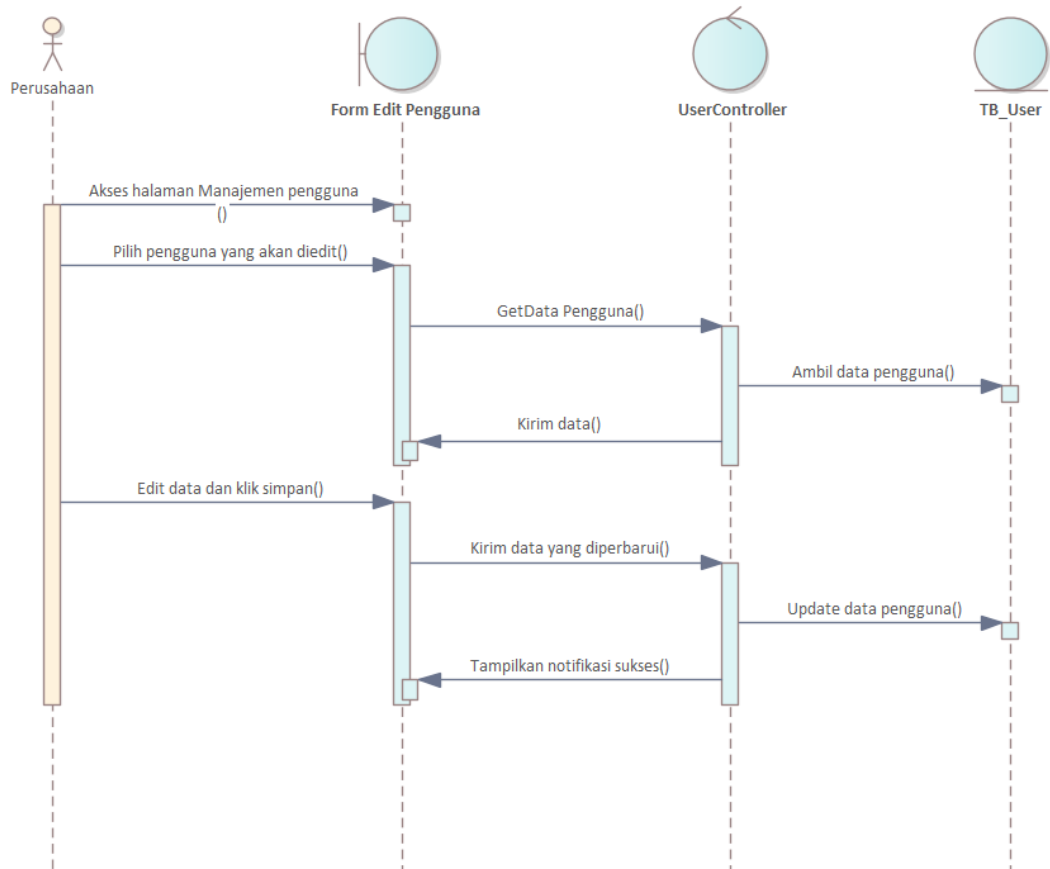 Perusahaan
Form Edit Pengguna
UserController
TB_User
Akses halaman Manajemen pengguna
()
Pilih pengguna yang akan diedit()
GetData Pengguna()
Ambil data pengguna()
Kirim data()
Edit data dan klik simpan()
Kirim data yang diperbarui()
Update data pengguna()
Tampilkan notifikasi sukses()